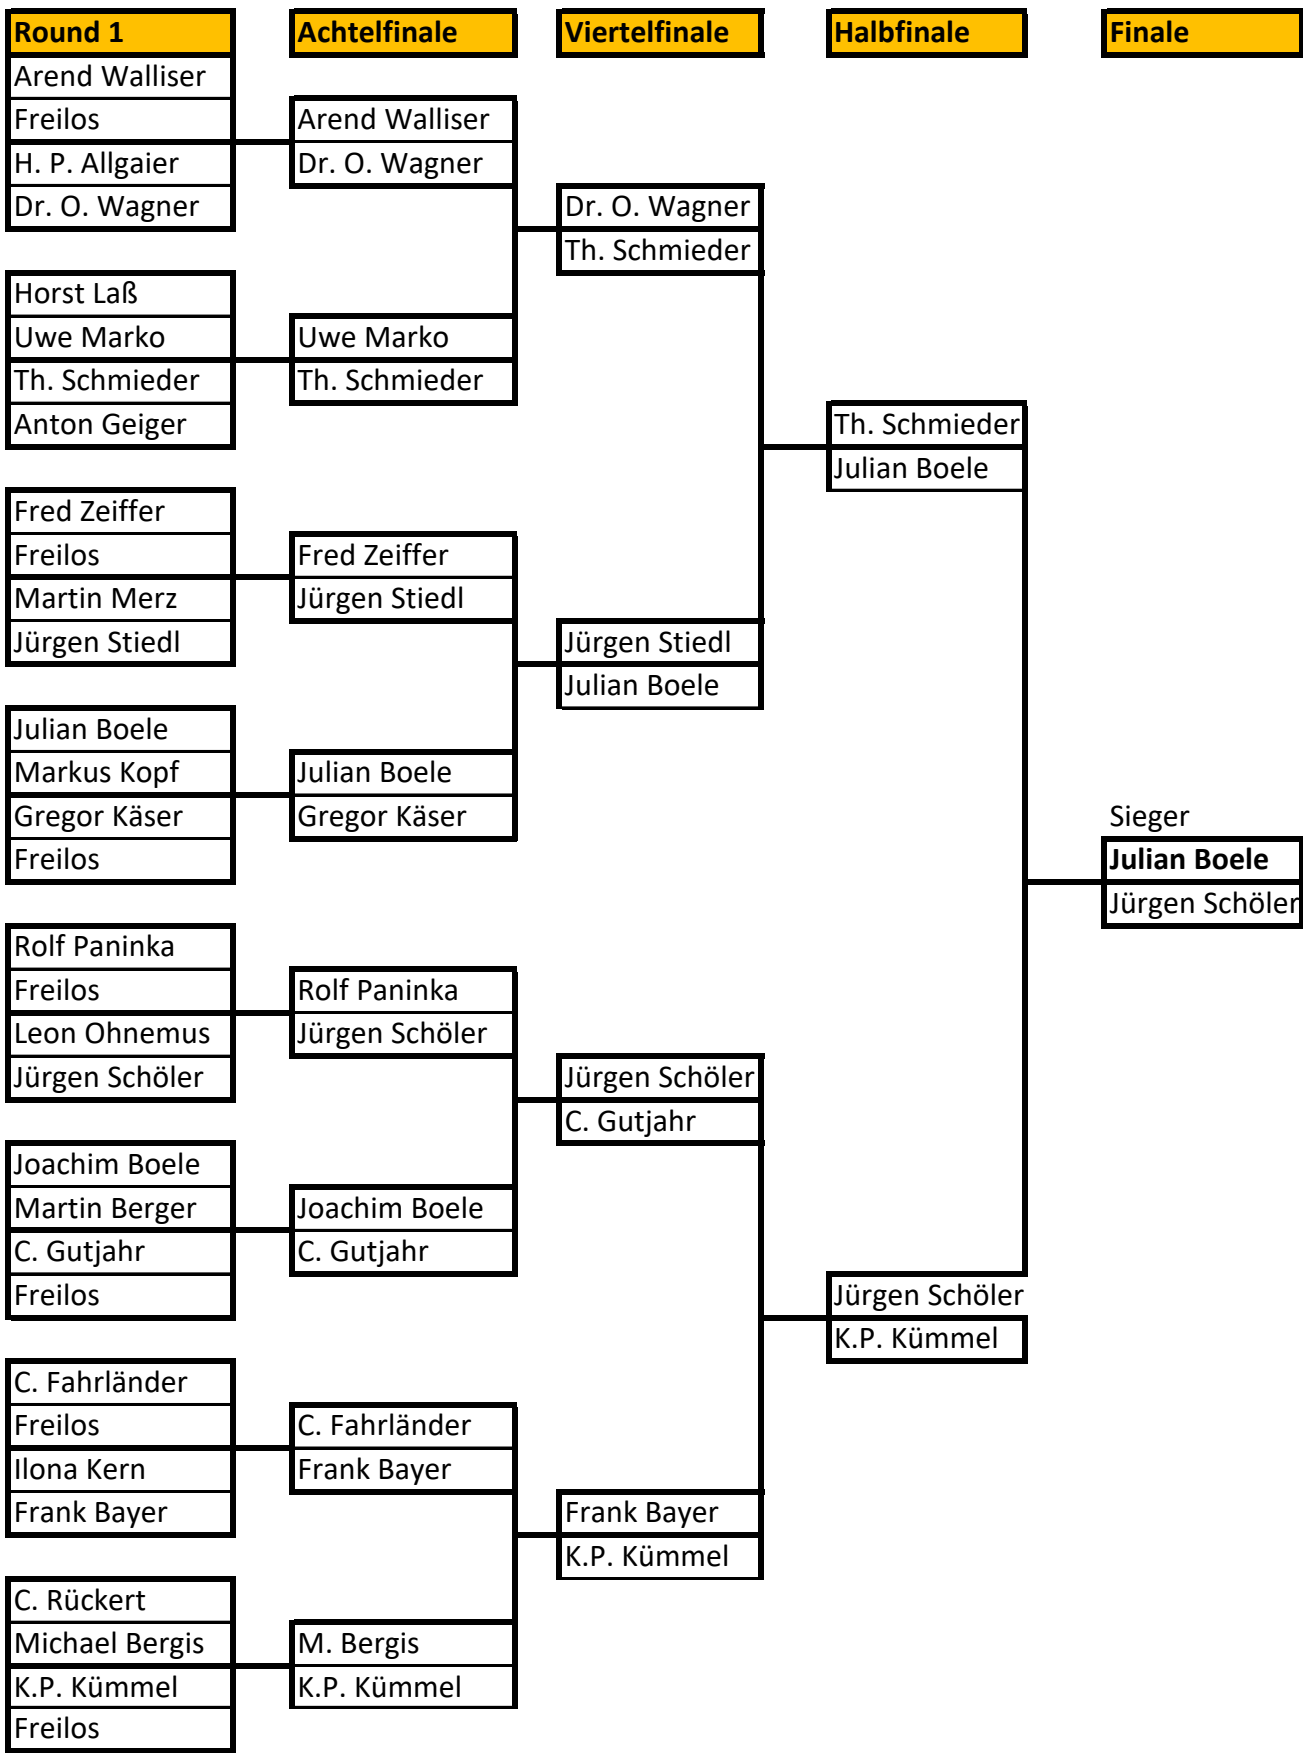 Round 1
Achtelfinale
Viertelfinale
Halbfinale
Finale
Arend Walliser
Freilos
H. P. Allgaier
Dr. O. Wagner
Horst Laß
Uwe Marko
Th. Schmieder
Anton Geiger
Fred Zeiffer
Freilos
Martin Merz
Jürgen Stiedl
Julian Boele
Markus Kopf
Gregor Käser
Freilos
Rolf Paninka
Freilos
Leon Ohnemus
Jürgen Schöler
Joachim Boele
Martin Berger
C. Gutjahr
Freilos
C. Fahrländer
Freilos
Ilona Kern
Frank Bayer
C. Rückert
Michael Bergis
K.P. Kümmel
Freilos
Arend Walliser
Dr. O. Wagner
Uwe Marko
Th. Schmieder
Fred Zeiffer
Jürgen Stiedl
Julian Boele
Gregor Käser
Rolf Paninka
Jürgen Schöler
Joachim Boele
C. Gutjahr
C. Fahrländer
Frank Bayer
M. Bergis
K.P. Kümmel
Dr. O. Wagner
Th. Schmieder
Jürgen Stiedl
Julian Boele
Jürgen Schöler
C. Gutjahr
Frank Bayer
K.P. Kümmel
Th. Schmieder
Julian Boele
Jürgen Schöler
K.P. Kümmel
Sieger
Julian Boele
Jürgen Schöler